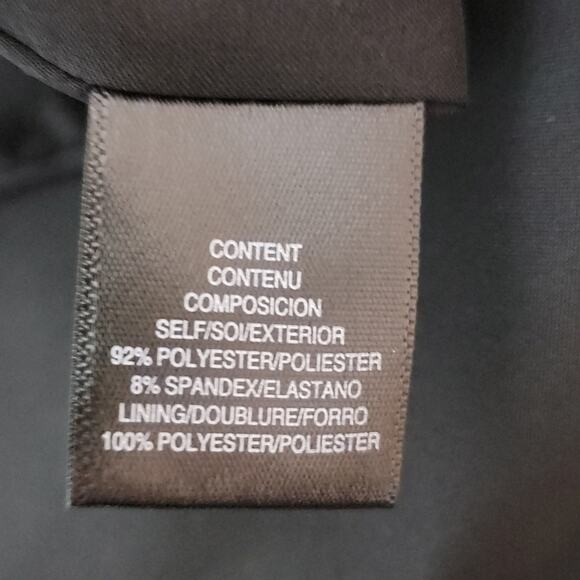 CONTENT
CONTENU
COMPOSICION
SELF/SOI/EXTERIOR
92% POLYESTER/POLIESTER
8% SPANDEX/ELASTANO
LINING/DOUBLURE/FORRO
100% POLYESTER/POLIESTER